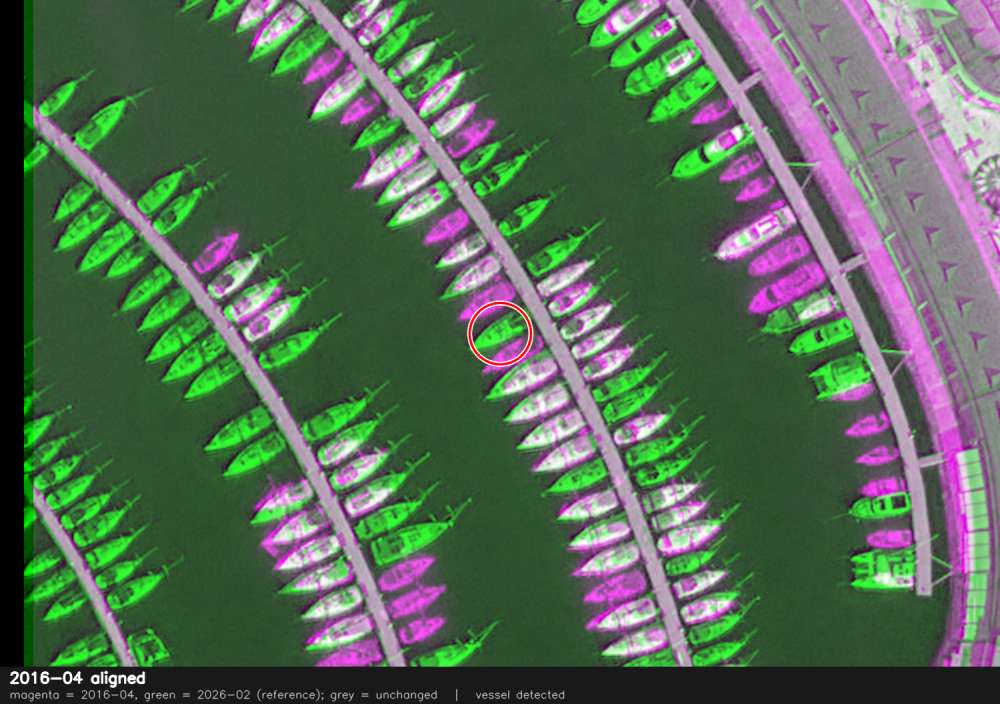 2016-04 aligned
magenta = 2016-04, green = 2026-02 (reference); grey = unchanged | vessel detected